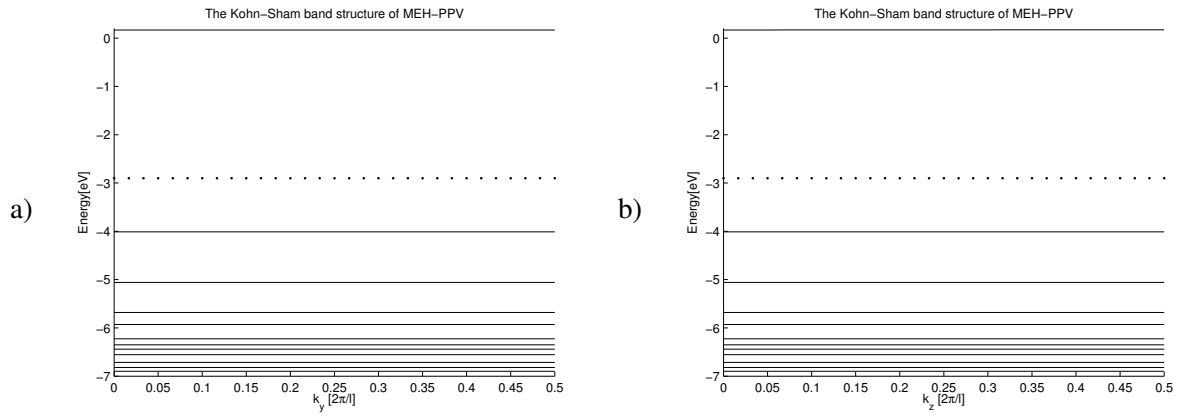 The Kohn−Sham band structure of MEH−PPV
0
−1
−2
−3
−4
−5
−6
−7
Energy[eV]
a)
0 0.05 0.1 0.15 0.2 0.25 0.3 0.35 0.4 0.45 0.5
k_y [2π/l]
The Kohn−Sham band structure of MEH−PPV
0
−1
−2
−3
−4
−5
−6
−7
Energy[eV]
b)
0 0.05 0.1 0.15 0.2 0.25 0.3 0.35 0.4 0.45 0.5
k_z [2π/l]